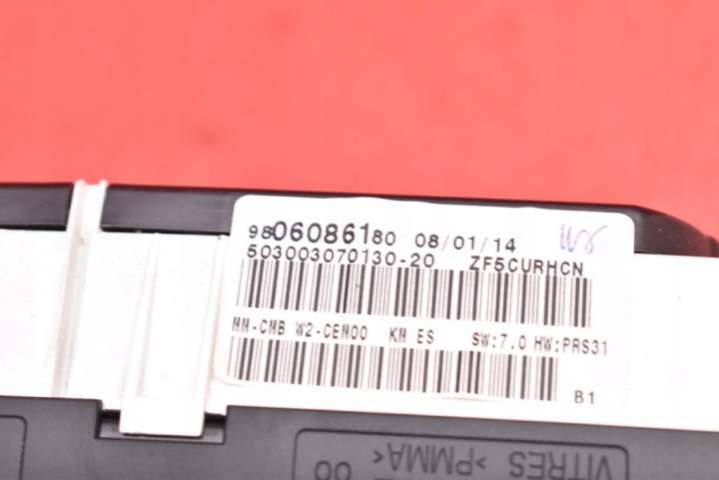 9806086180 08/01/14
503003070130-20 ZF5CURHCN
MM-CMB W2-CEM00 KM ES SW:7.0 HW:PRS31
B1
VITRES >PMMA<
00